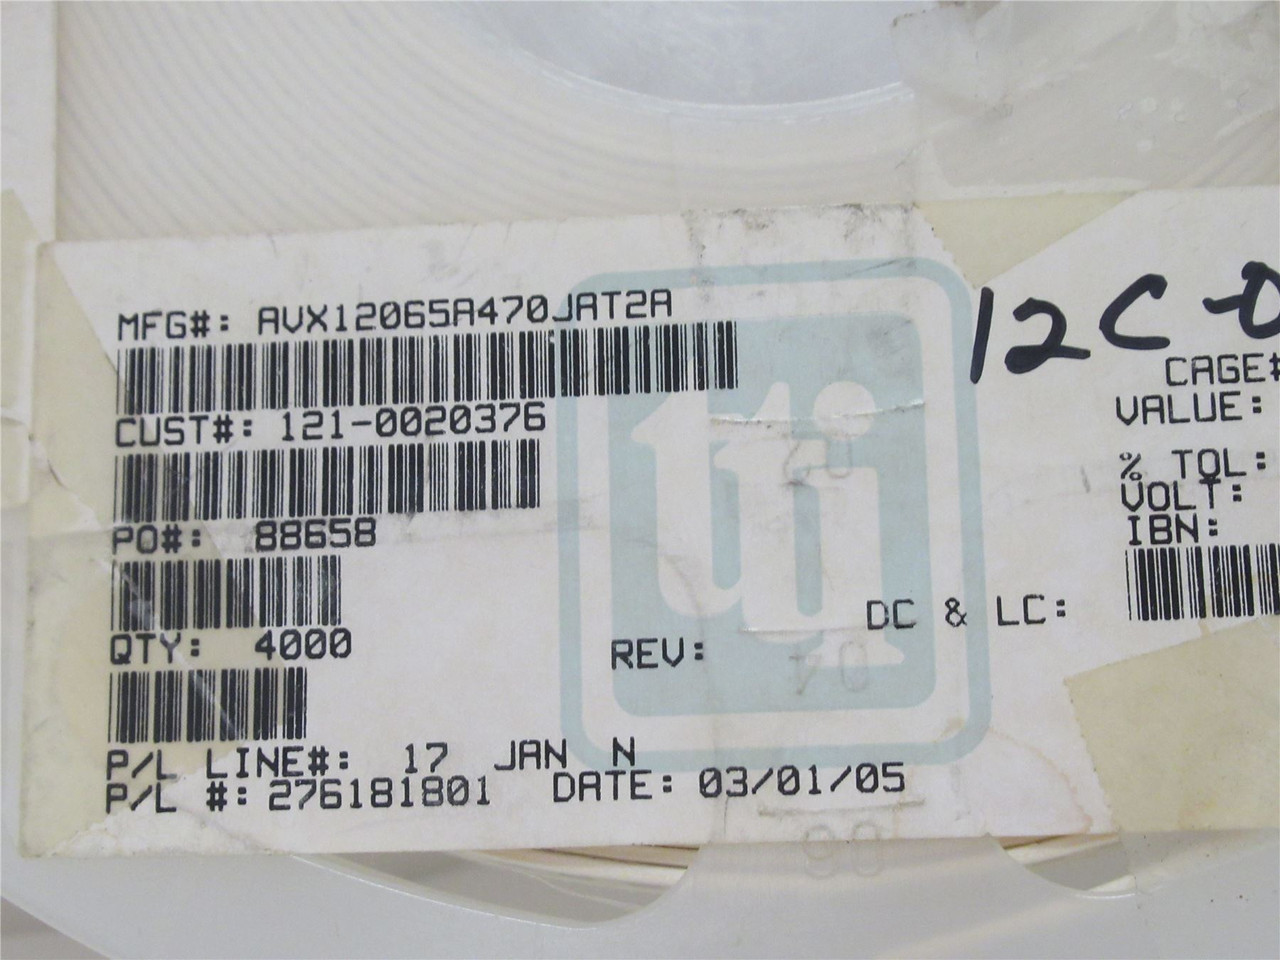 MFG#: AVX12065A470JAT2A
CUST#: 121-0020376
PO#: 88658
QTY: 4000
REV:
P/L LINE#: 17 JAN N
P/L #: 276181801 DATE: 03/01/05
tti
12C-0
CAGE#
VALUE:
% TOL:
VOLT:
IBN:
DC & LC: